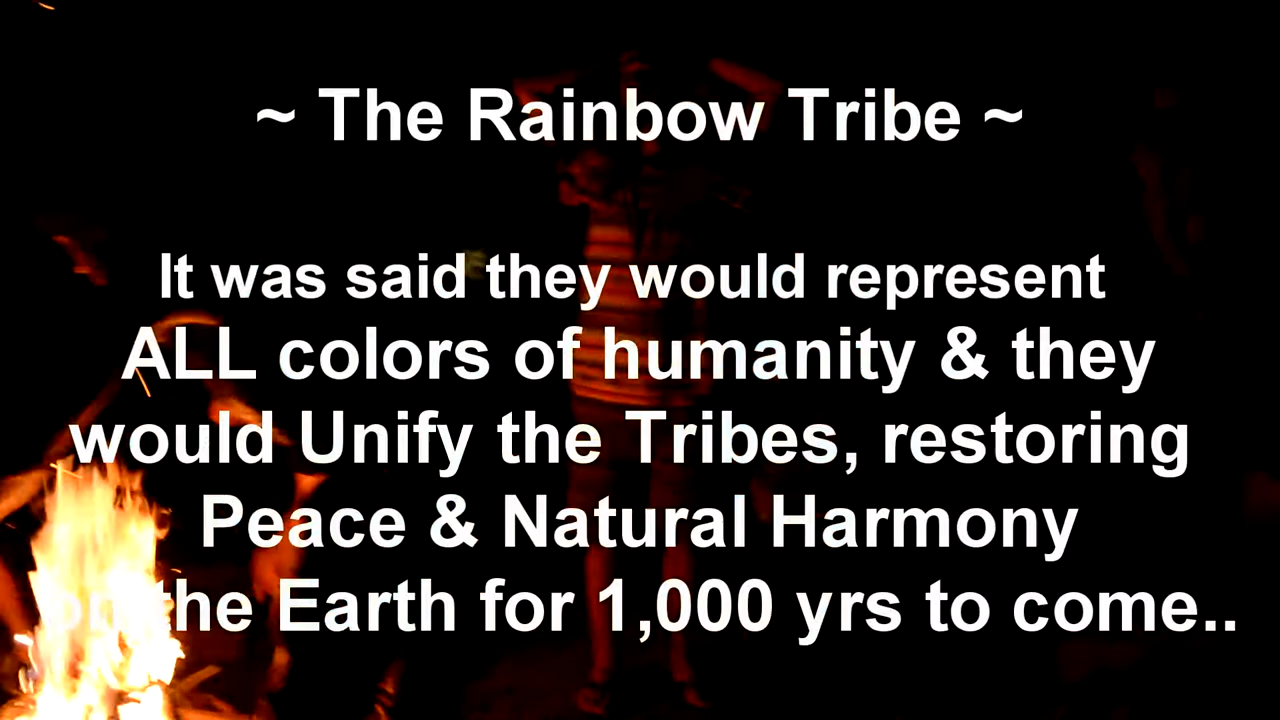 ~ The Rainbow Tribe ~
It was said they would represent
ALL colors of humanity & they
would Unify the Tribes, restoring
Peace & Natural Harmony
on the Earth for 1,000 yrs to come..